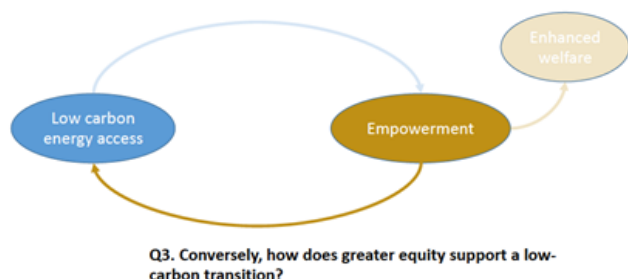 Enhanced
welfare
Low carbon
energy access
Empowerment
Q3. Conversely, how does greater equity support a low-
carbon transition?